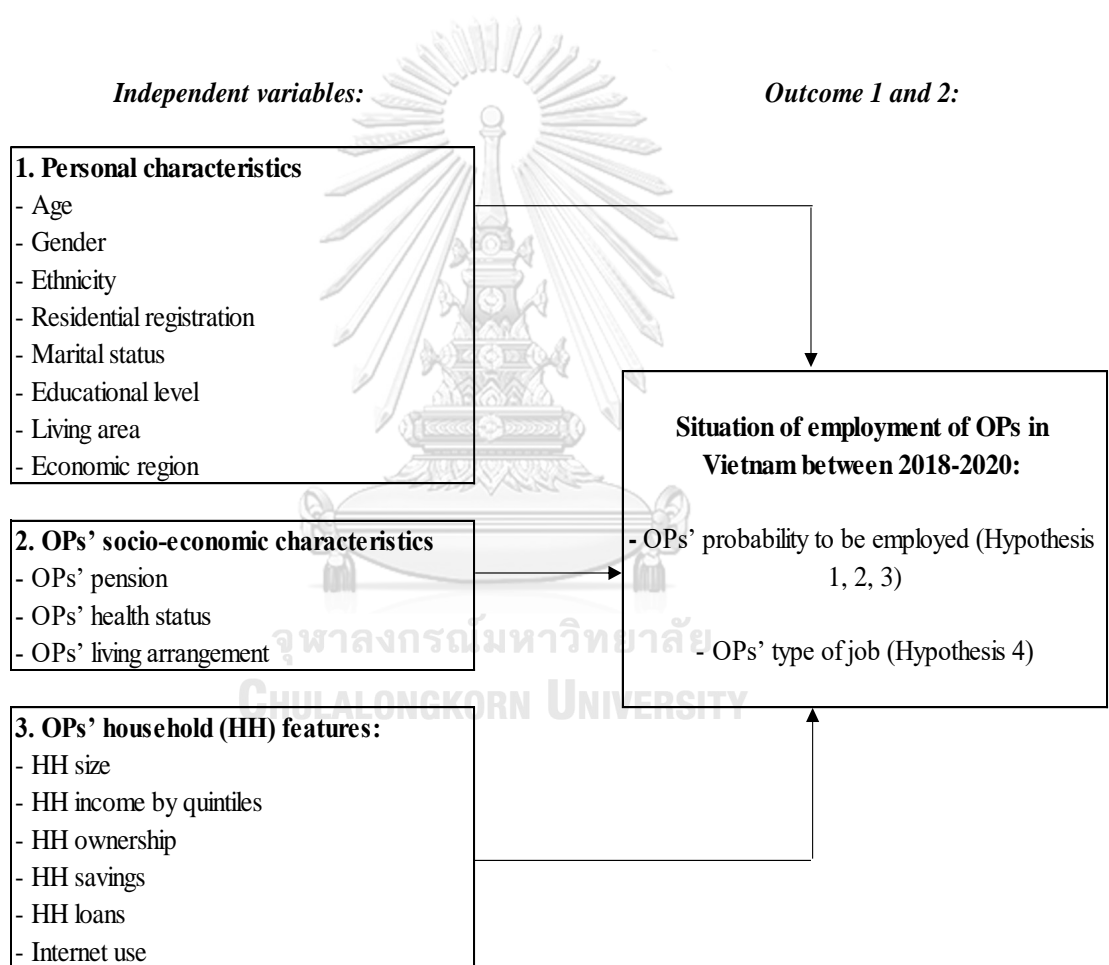 Independent variables:
Outcome 1 and 2:
1. Personal characteristics
- Age
- Gender
- Ethnicity
- Residential registration
- Marital status
- Educational level
- Living area
- Economic region
2. OPs' socio-economic characteristics
- OPs' pension
- OPs' health status
- OPs' living arrangement
3. OPs' household (HH) features:
- HH size
- HH income by quintiles
- HH ownership
- HH savings
- HH loans
- Internet use
Situation of employment of OPs in
Vietnam between 2018-2020:
- OPs' probability to be employed (Hypothesis
1, 2, 3)
- OPs' type of job (Hypothesis 4)
จุฬาลงกรณ์มหาวิทยาลัย
CHULALONGKORN UNIVERSITY